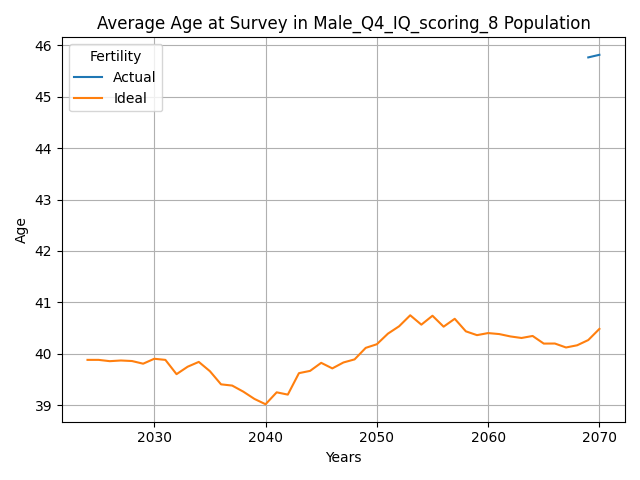 Average Age at Survey in Male_Q4_IQ_scoring_8 Population
46
45
44
43
42
41
40
39
Age
Fertility
Actual
Ideal
2030 2040 2050 2060 2070
Years